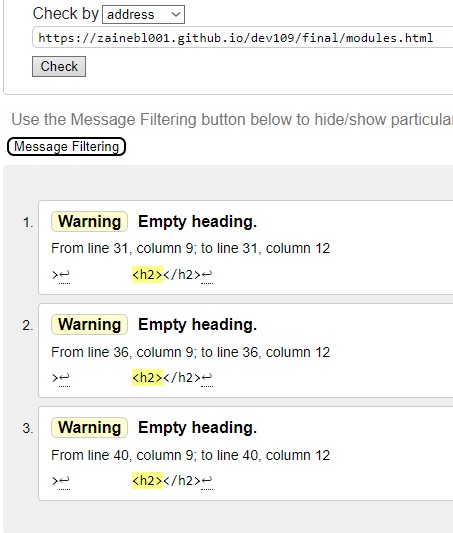 Check by address
https://zainebl001.github.io/dev109/final/modules.html
Check
Use the Message Filtering button below to hide/show particular
Message Filtering
1. Warning Empty heading.
From line 31, column 9; to line 31, column 12
>↩ <h2></h2>↩
2. Warning Empty heading.
From line 36, column 9; to line 36, column 12
>↩ <h2></h2>↩
3. Warning Empty heading.
From line 40, column 9; to line 40, column 12
>↩ <h2></h2>↩